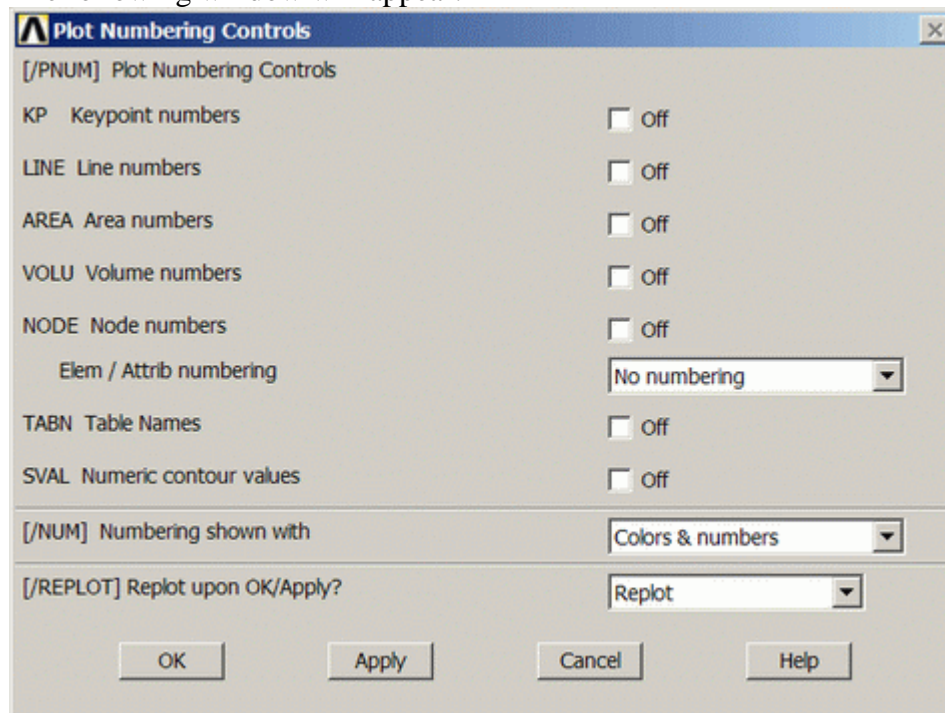 Plot Numbering Controls
[/PNUM] Plot Numbering Controls
KP Keypoint numbers Off
LINE Line numbers Off
AREA Area numbers Off
VOLU Volume numbers Off
NODE Node numbers Off
Elem / Attrib numbering No numbering
TABN Table Names Off
SVAL Numeric contour values Off
[/NUM] Numbering shown with Colors & numbers
[/REPLOT] Replot upon OK/Apply? Replot
OK Apply Cancel Help